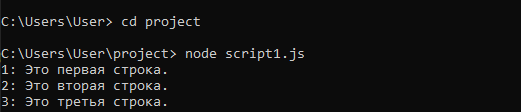 C:\Users\User> cd project
C:\Users\User\project> node script1.js
1: Это первая строка.
2: Это вторая строка.
3: Это третья строка.